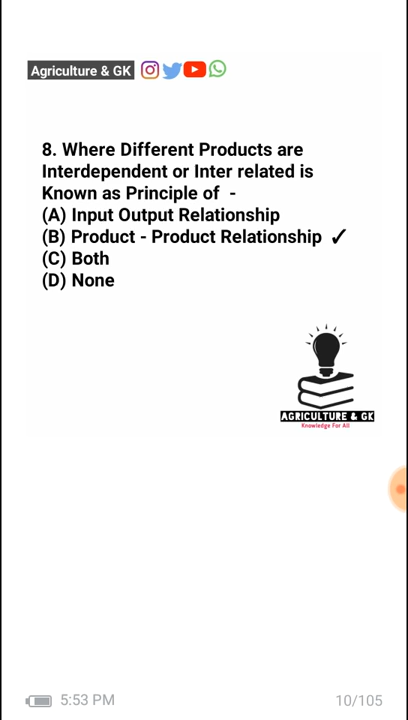 Agriculture & GK
8. Where Different Products are
Interdependent or Inter related is
Known as Principle of -
(A) Input Output Relationship
(B) Product - Product Relationship ✓
(C) Both
(D) None
AGRICULTURE & GK
Knowledge For All
5:53 PM
10/105